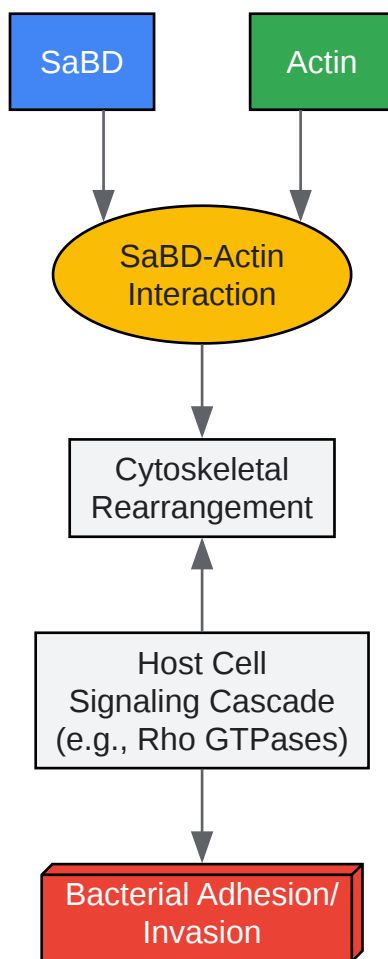 SaBD
Actin
SaBD-Actin
Interaction
Cytoskeletal
Rearrangement
Host Cell
Signaling Cascade
(e.g., Rho GTPases)
Bacterial Adhesion/
Invasion